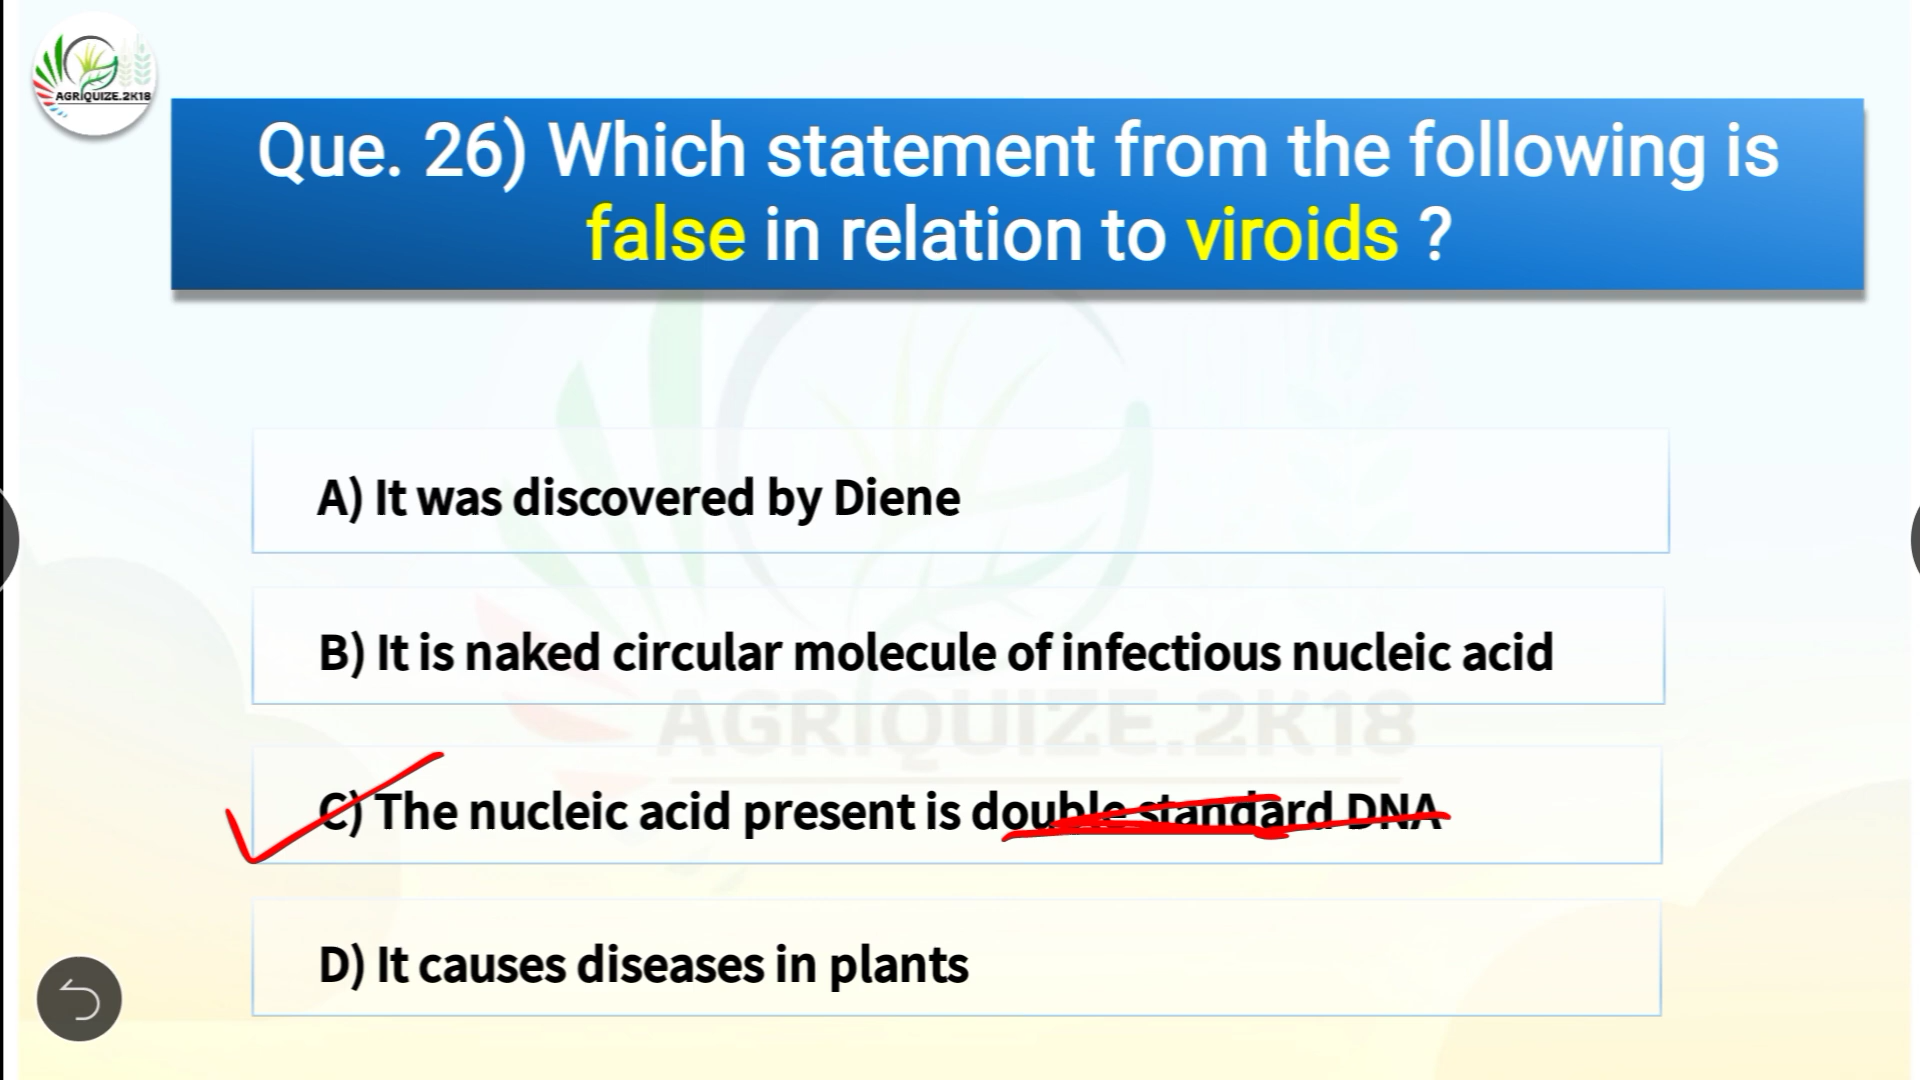 AGRIQUIZE.2K18
Que. 26) Which statement from the following is
false in relation to viroids ?
A) It was discovered by Diene
B) It is naked circular molecule of infectious nucleic acid
AGRIQUIZE.2K18
C) The nucleic acid present is double standard DNA
D) It causes diseases in plants